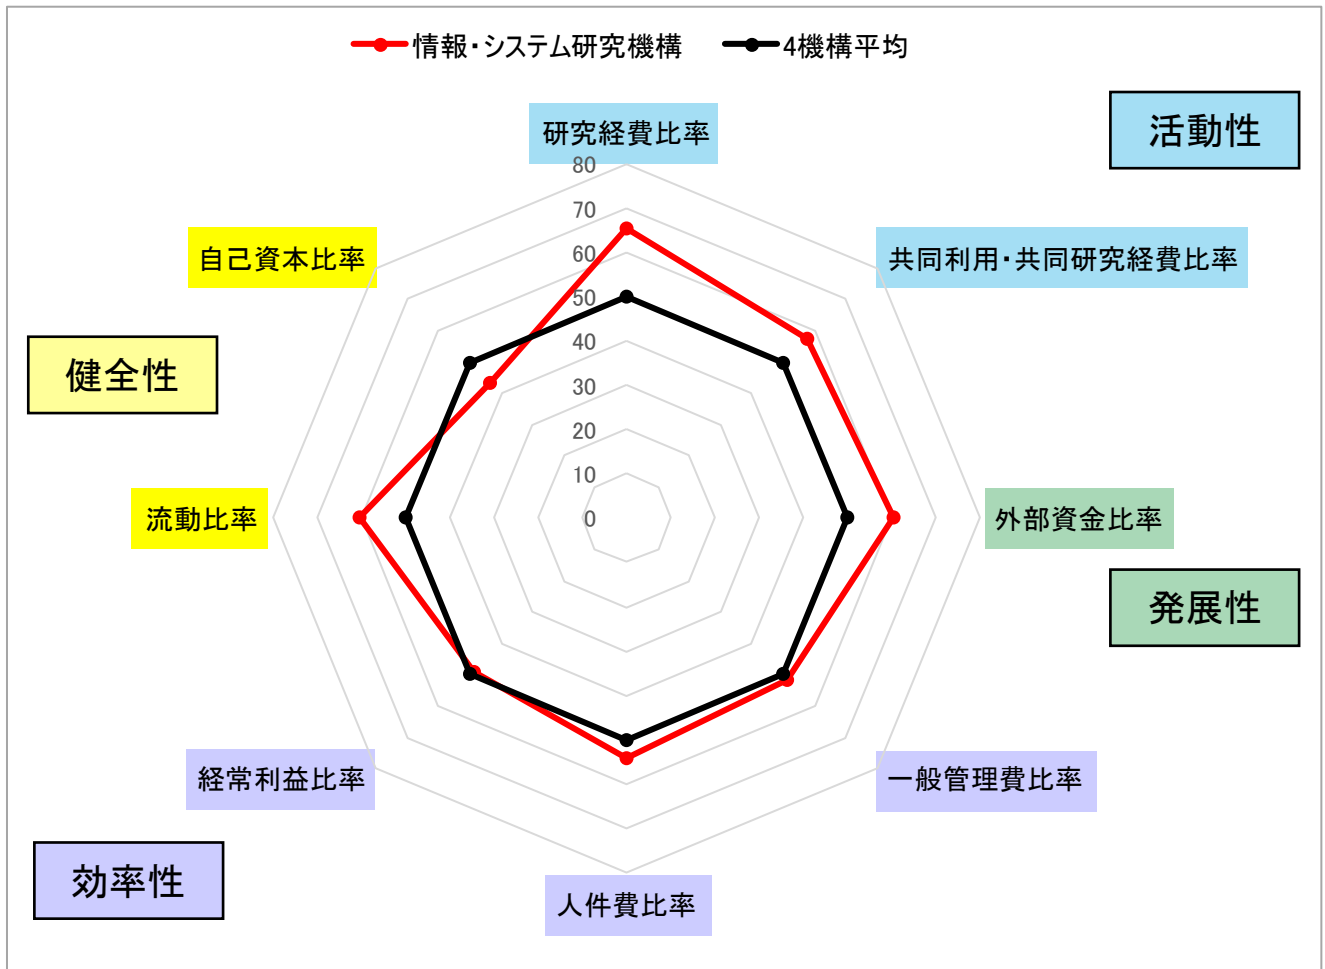 情報・システム研究機構 4機構平均
活動性
研究経費比率
80
70
60
50
40
30
20
10
0
自己資本比率
共同利用・共同研究経費比率
健全性
流動比率
外部資金比率
発展性
経常利益比率
一般管理費比率
効率性
人件費比率